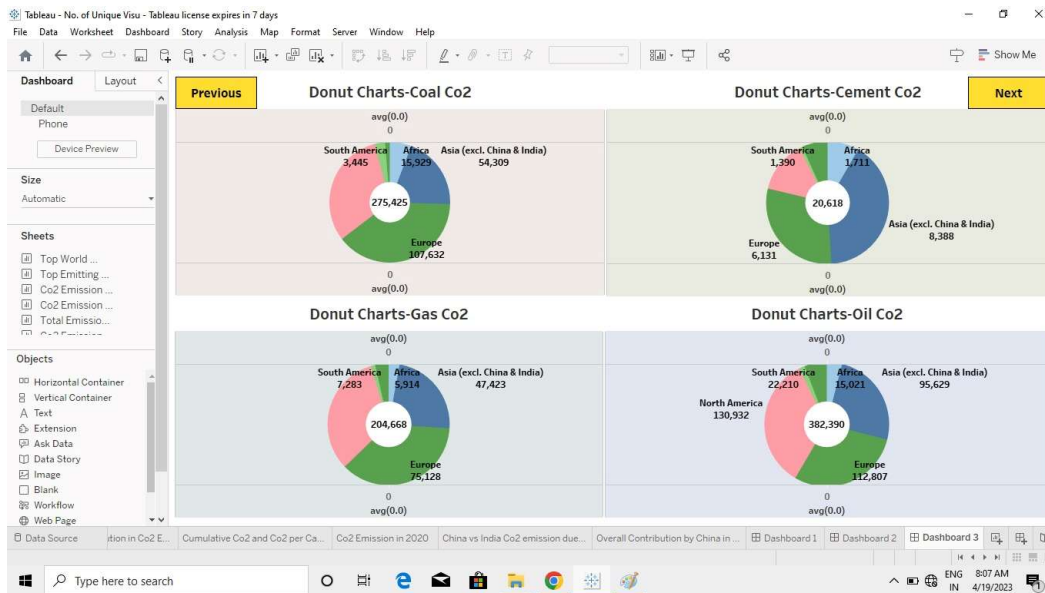 Tableau - No. of Unique Visu - Tableau license expires in 7 days
File Data Worksheet Dashboard Story Analysis Map Format Server Window Help
Show Me
Dashboard Layout
Default
Phone
Device Preview
Size
Automatic
Sheets
Top World ...
Top Emitting ...
Co2 Emission ...
Co2 Emission ...
Total Emissio...
Co2 Emission
Objects
Horizontal Container
Vertical Container
Text
Extension
Ask Data
Data Story
Image
Blank
Workflow
Web Page
Previous
Donut Charts-Coal Co2
avg(0.0)
0
South America
3,445
Africa
15,929
Asia (excl. China & India)
54,309
275,425
Europe
107,632
0
avg(0.0)
Donut Charts-Cement Co2
Next
avg(0.0)
0
South America
1,390
Africa
1,711
20,618
Asia (excl. China & India)
8,388
Europe
6,131
0
avg(0.0)
Donut Charts-Gas Co2
avg(0.0)
0
South America
7,283
Africa
5,914
Asia (excl. China & India)
47,423
204,668
Europe
75,128
0
avg(0.0)
Donut Charts-Oil Co2
avg(0.0)
0
South America
22,210
Africa
15,021
Asia (excl. China & India)
95,629
North America
130,932
382,390
Europe
112,807
0
avg(0.0)
Data Source ition in Co2 E... Cumulative Co2 and Co2 per Ca... Co2 Emission in 2020 China vs India Co2 emission due... Overall Contribution by China in ... Dashboard 1 Dashboard 2 Dashboard 3
Type here to search
ENG 8:07 AM
IN 4/19/2023
1